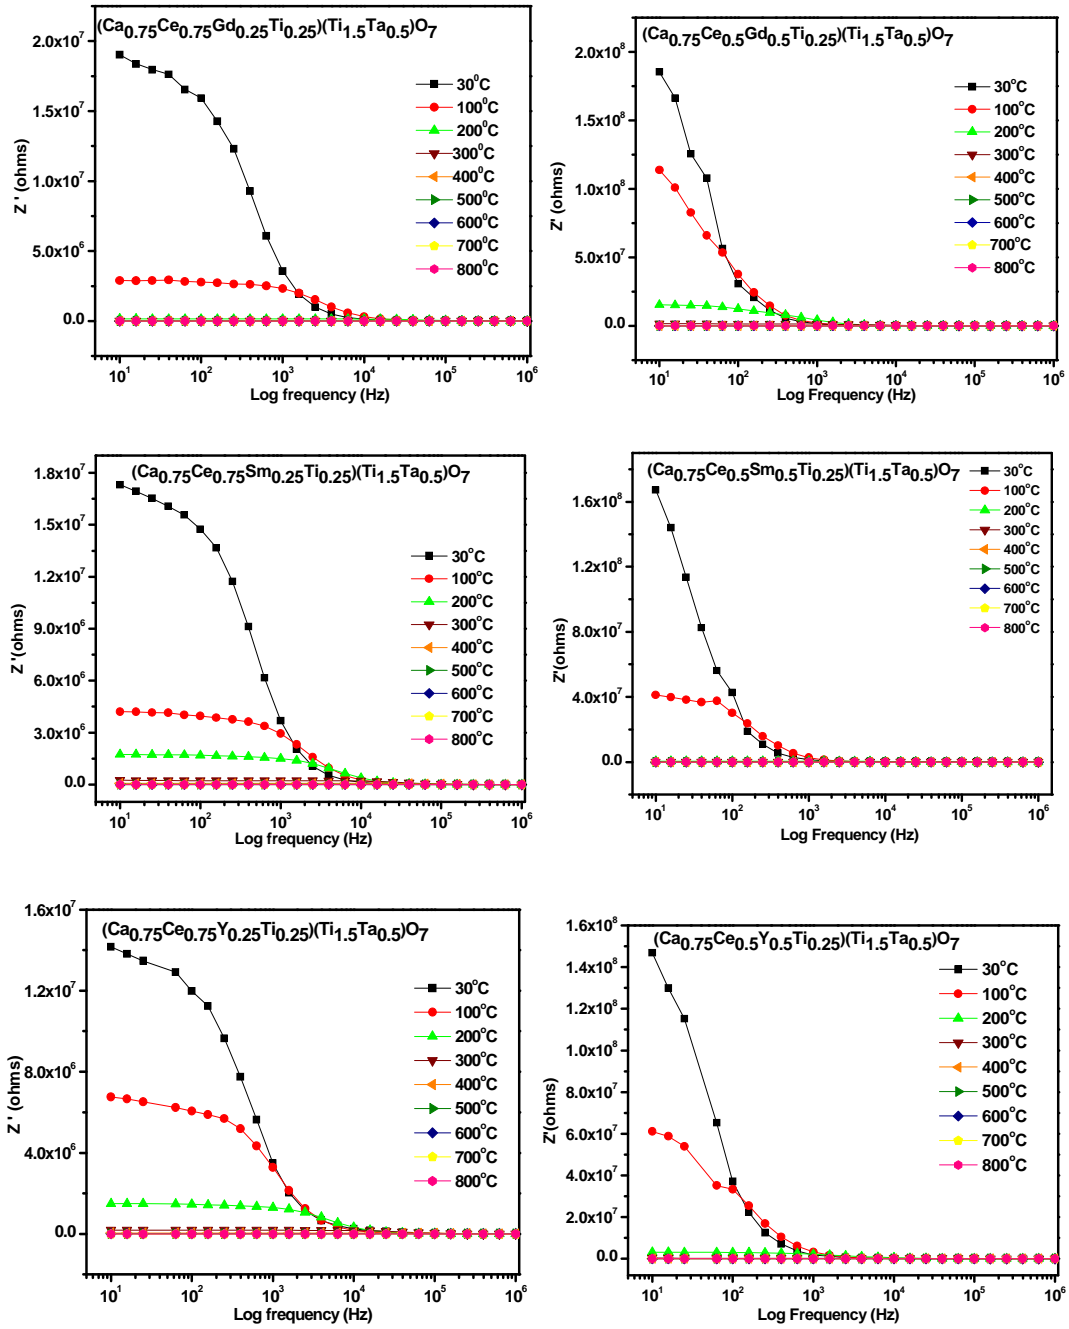 (Ca0.75Ce0.75Gd0.25Ti0.25)(Ti1.5Ta0.5)O7
2.0x10^7
1.5x10^7
1.0x10^7
5.0x10^6
0.0
Z ' (ohms)
30^0C
100^0C
200^0C
300^0C
400^0C
500^0C
600^0C
700^0C
800^0C
10^1 10^2 10^3 10^4 10^5 10^6
Log frequency (Hz)
(Ca0.75Ce0.5Gd0.5Ti0.25)(Ti1.5Ta0.5)O7
2.0x10^8
1.5x10^8
1.0x10^8
5.0x10^7
0.0
Z' (ohms)
30°C
100°C
200°C
300°C
400°C
500°C
600°C
700°C
800°C
10^1 10^2 10^3 10^4 10^5 10^6
Log Frequency (Hz)
(Ca0.75Ce0.75Sm0.25Ti0.25)(Ti1.5Ta0.5)O7
1.8x10^7
1.5x10^7
1.2x10^7
9.0x10^6
6.0x10^6
3.0x10^6
0.0
Z '(ohms)
30°C
100°C
200°C
300°C
400°C
500°C
600°C
700°C
800°C
10^1 10^2 10^3 10^4 10^5 10^6
Log frequency (Hz)
(Ca0.75Ce0.5Sm0.5Ti0.25)(Ti1.5Ta0.5)O7
1.6x10^8
1.2x10^8
8.0x10^7
4.0x10^7
0.0
Z'(ohms)
30°C
100°C
200°C
300°C
400°C
500°C
600°C
700°C
800°C
10^1 10^2 10^3 10^4 10^5 10^6
Log Frequency (Hz)
(Ca0.75Ce0.75Y0.25Ti0.25)(Ti1.5Ta0.5)O7
1.6x10^7
1.2x10^7
8.0x10^6
4.0x10^6
0.0
Z ' (ohms)
30°C
100°C
200°C
300°C
400°C
500°C
600°C
700°C
800°C
10^1 10^2 10^3 10^4 10^5 10^6
Log frequency (Hz)
(Ca0.75Ce0.5Y0.5Ti0.25)(Ti1.5Ta0.5)O7
1.6x10^8
1.4x10^8
1.2x10^8
1.0x10^8
8.0x10^7
6.0x10^7
4.0x10^7
2.0x10^7
0.0
Z'(ohms)
30°C
100°C
200°C
300°C
400°C
500°C
600°C
700°C
800°C
10^1 10^2 10^3 10^4 10^5 10^6
Log Frequency (Hz)